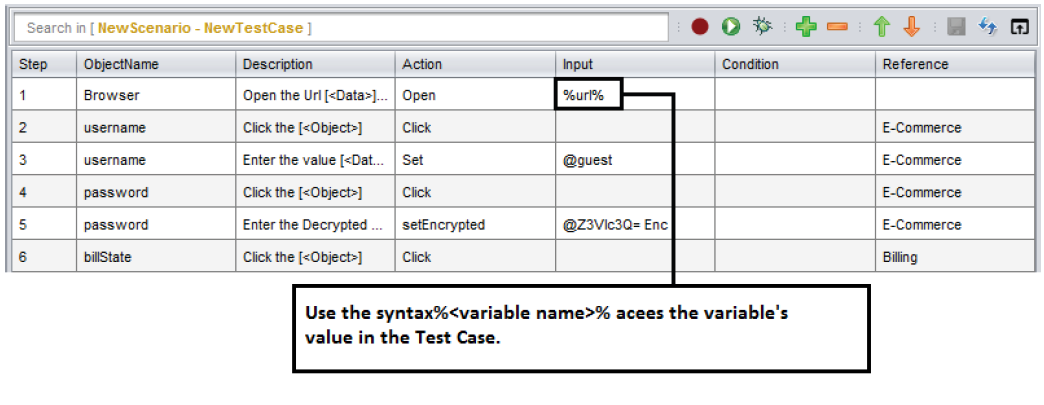 Search in [ NewScenario - NewTestCase ]
Step ObjectName Description Action Input Condition Reference
1 Browser Open the Url [<Data>]... Open %url%
2 username Click the [<Object>] Click E-Commerce
3 username Enter the value [<Dat... Set @guest E-Commerce
4 password Click the [<Object>] Click E-Commerce
5 password Enter the Decrypted ... setEncrypted @Z3Vlc3Q= Enc E-Commerce
6 billState Click the [<Object>] Click Billing
Use the syntax%<variable name>% acees the variable's
value in the Test Case.